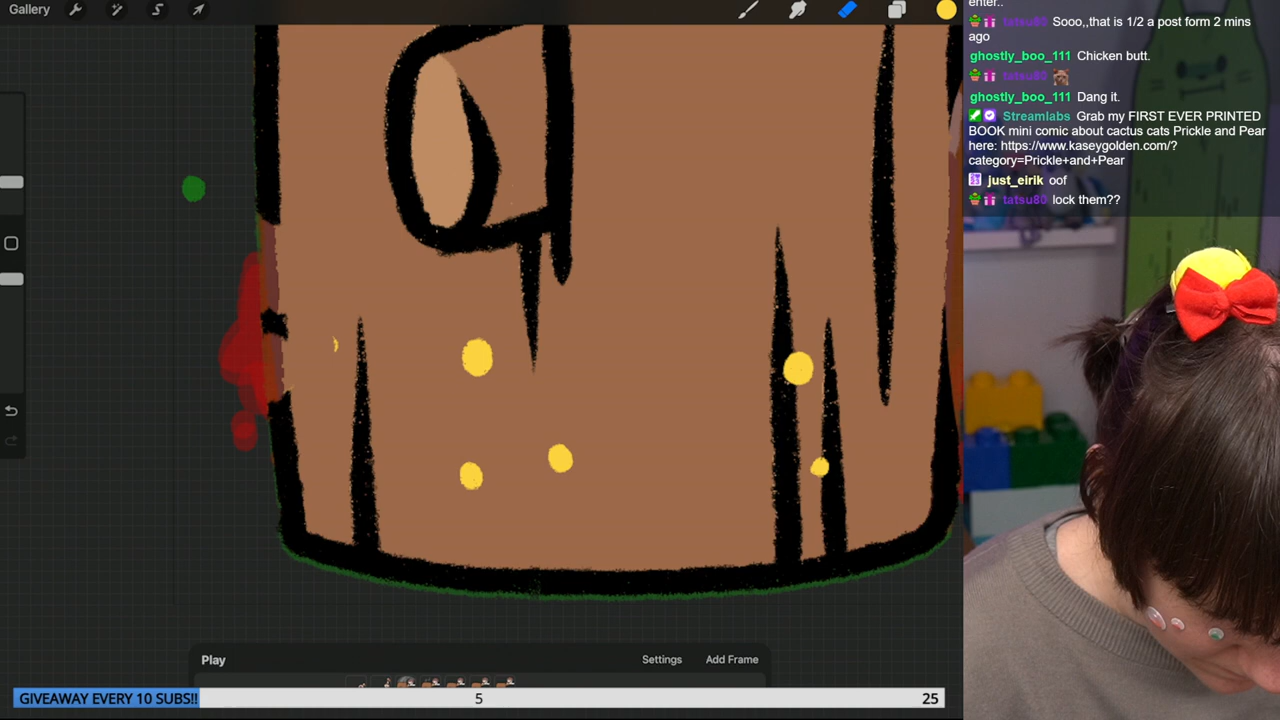 Gallery
enter..
tatsu80 Sooo,,that is 1/2 a post form 2 mins
ago
ghostly_boo_111 Chicken butt.
tatsu80
ghostly_boo_111 Dang it.
Streamlabs Grab my FIRST EVER PRINTED
BOOK mini comic about cactus cats Prickle and Pear
here: https://www.kaseygolden.com/?
category=Prickle+and+Pear
just_eirik oof
tatsu80 lock them??
Play
Settings
Add Frame
GIVEAWAY EVERY 10 SUBS!!
5
25